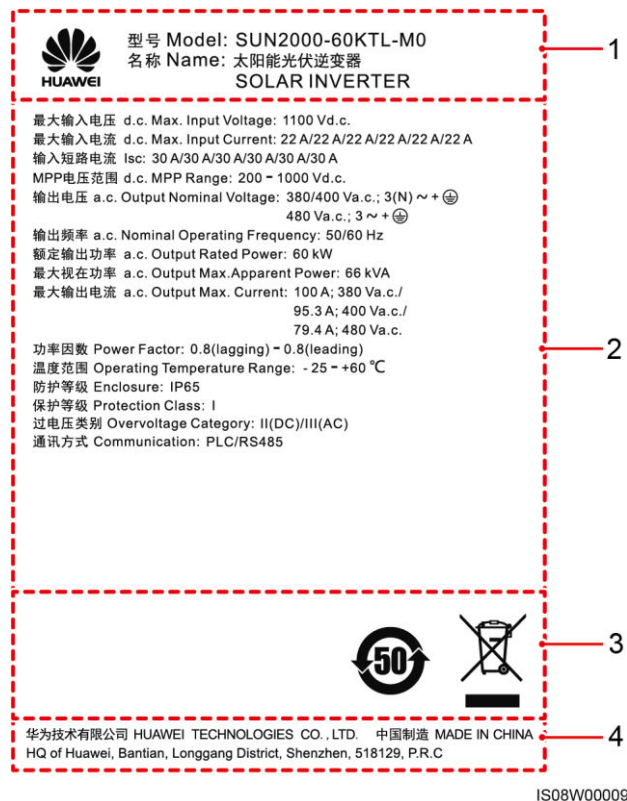 HUAWEI
型号 Model: SUN2000-60KTL-M0
名称 Name: 太阳能光伏逆变器
SOLAR INVERTER
1
最大输入电压 d.c. Max. Input Voltage: 1100 Vd.c.
最大输入电流 d.c. Max. Input Current: 22 A/22 A/22 A/22 A/22 A/22 A
输入短路电流 Isc: 30 A/30 A/30 A/30 A/30 A/30 A
MPP电压范围 d.c. MPP Range: 200 - 1000 Vd.c.
输出电压 a.c. Output Nominal Voltage: 380/400 Va.c.; 3(N) ~ + ⏚
480 Va.c.; 3 ~ + ⏚
输出频率 a.c. Nominal Operating Frequency: 50/60 Hz
额定输出功率 a.c. Output Rated Power: 60 kW
最大视在功率 a.c. Output Max.Apparent Power: 66 kVA
最大输出电流 a.c. Output Max. Current: 100 A; 380 Va.c./
95.3 A; 400 Va.c./
79.4 A; 480 Va.c.
功率因数 Power Factor: 0.8(lagging) - 0.8(leading)
温度范围 Operating Temperature Range: - 25 - +60 ℃
防护等级 Enclosure: IP65
保护等级 Protection Class: I
过电压类别 Overvoltage Category: II(DC)/III(AC)
通讯方式 Communication: PLC/RS485
2
50
3
华为技术有限公司 HUAWEI TECHNOLOGIES CO., LTD. 中国制造 MADE IN CHINA
HQ of Huawei, Bantian, Longgang District, Shenzhen, 518129, P.R.C
4
IS08W00009